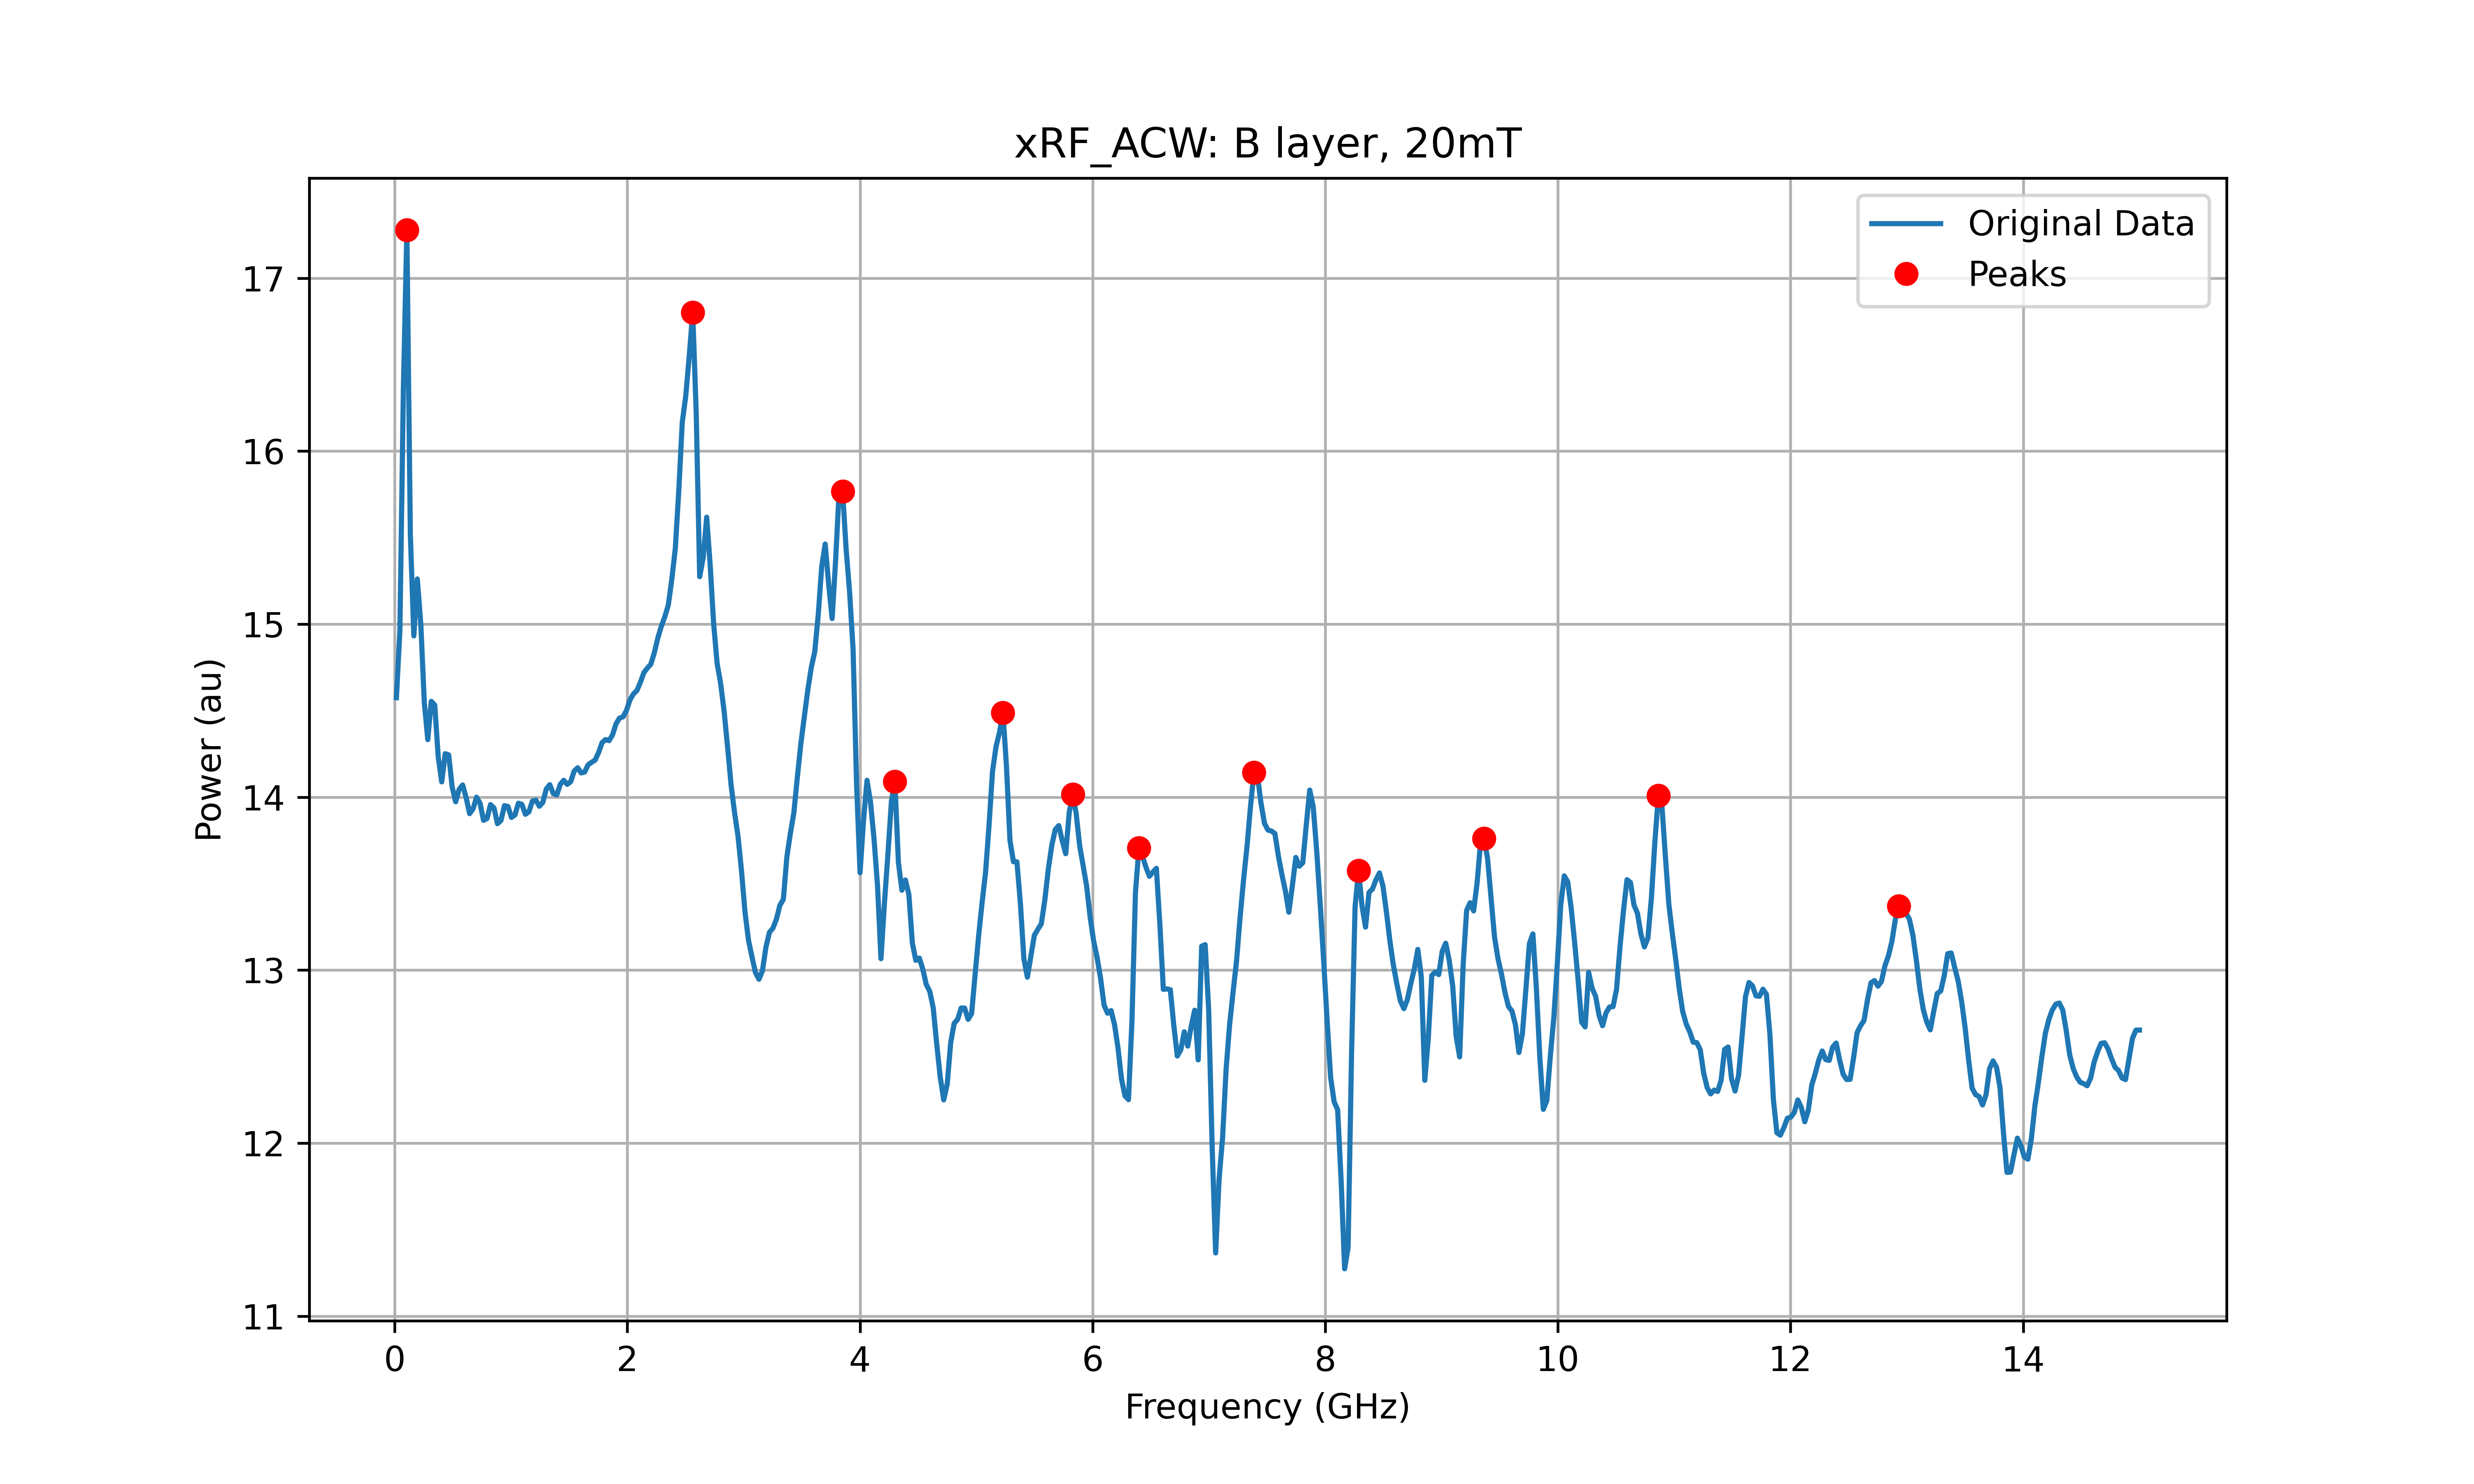 xRF_ACW: B layer, 20mT
Original Data
Peaks
17
16
15
14
13
12
11
Power (au)
0 2 4 6 8 10 12 14
Frequency (GHz)